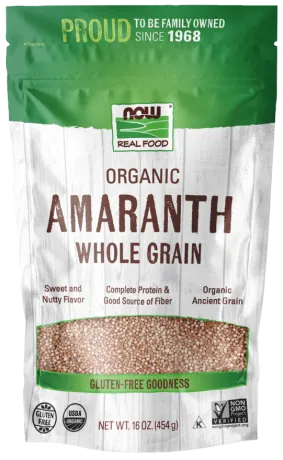 PROUD TO BE FAMILY OWNED
SINCE 1968
NOW
REAL FOOD
ORGANIC
AMARANTH
WHOLE GRAIN
Sweet and
Nutty Flavor
Complete Protein &
Good Source of Fiber
Organic
Ancient Grain
GLUTEN-FREE GOODNESS
GLUTEN
FREE
USDA
ORGANIC
NON
GMO
Project
VERIFIED
nongmoproject.org
K
NET WT. 16 OZ. (454 g)